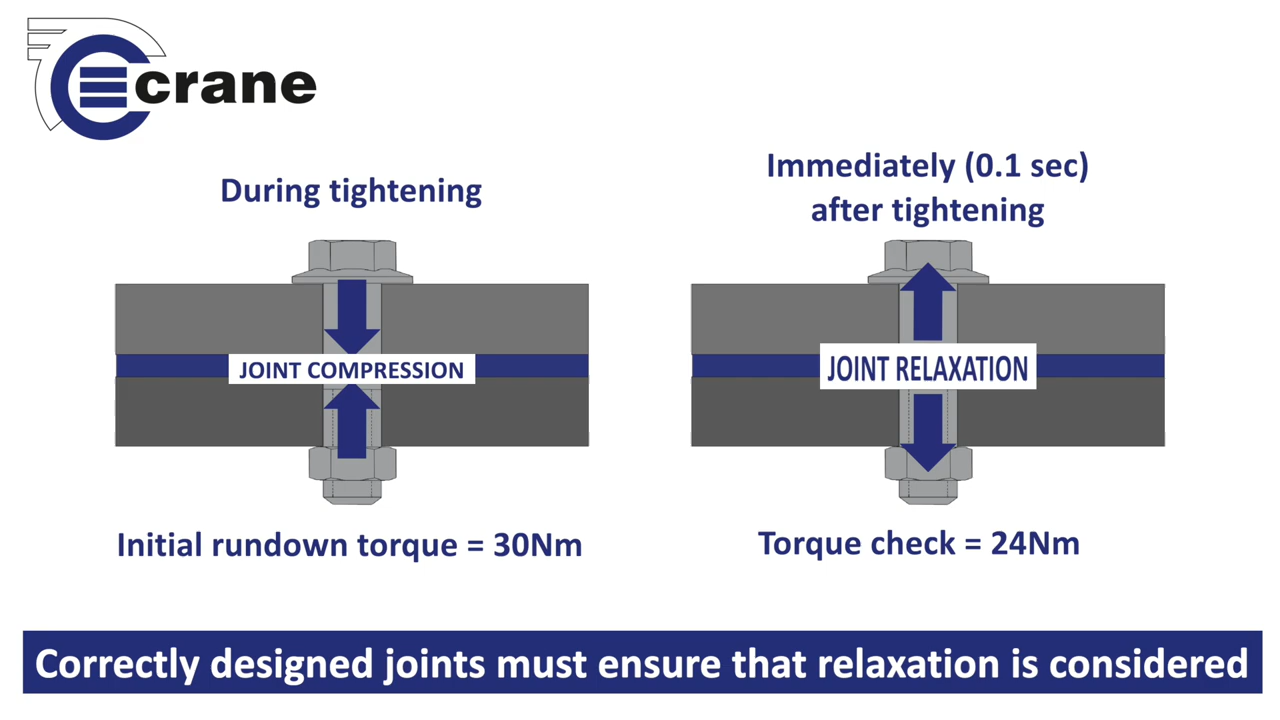 crane
During tightening
Immediately (0.1 sec)
after tightening
JOINT COMPRESSION
JOINT RELAXATION
Initial rundown torque = 30Nm
Torque check = 24Nm
Correctly designed joints must ensure that relaxation is considered